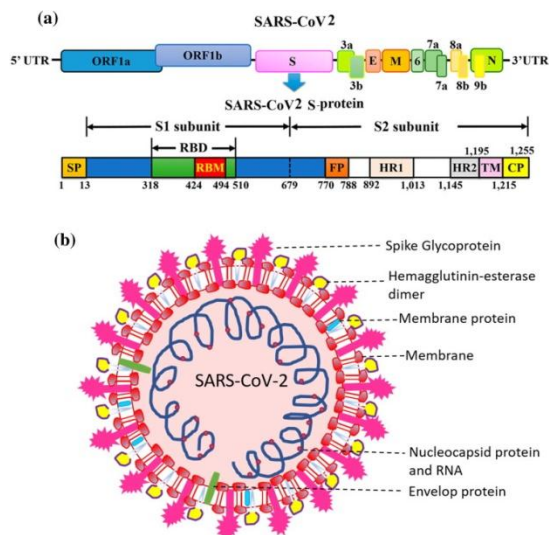 (a)
SARS-CoV2
5' UTR ORF1a ORF1b S 3a 3b E M 6 7a 7a 8a 8b 9b N 3'UTR
SARS-CoV2 S-protein
S1 subunit S2 subunit
RBD 1,195 1,255
SP RBM FP HR1 HR2 TM CP
1 13 318 424 494 510 679 770 788 892 1,013 1,145 1,215
(b)
Spike Glycoprotein
Hemagglutinin-esterase
dimer
Membrane protein
Membrane
SARS-CoV-2
Nucleocapsid protein
and RNA
Envelop protein